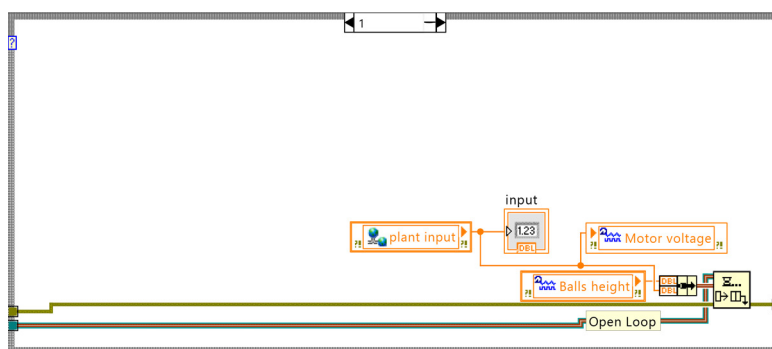 1
?
input
plant input
1.23
DBL
Motor voltage
Balls height
DBL
DBL
Open Loop